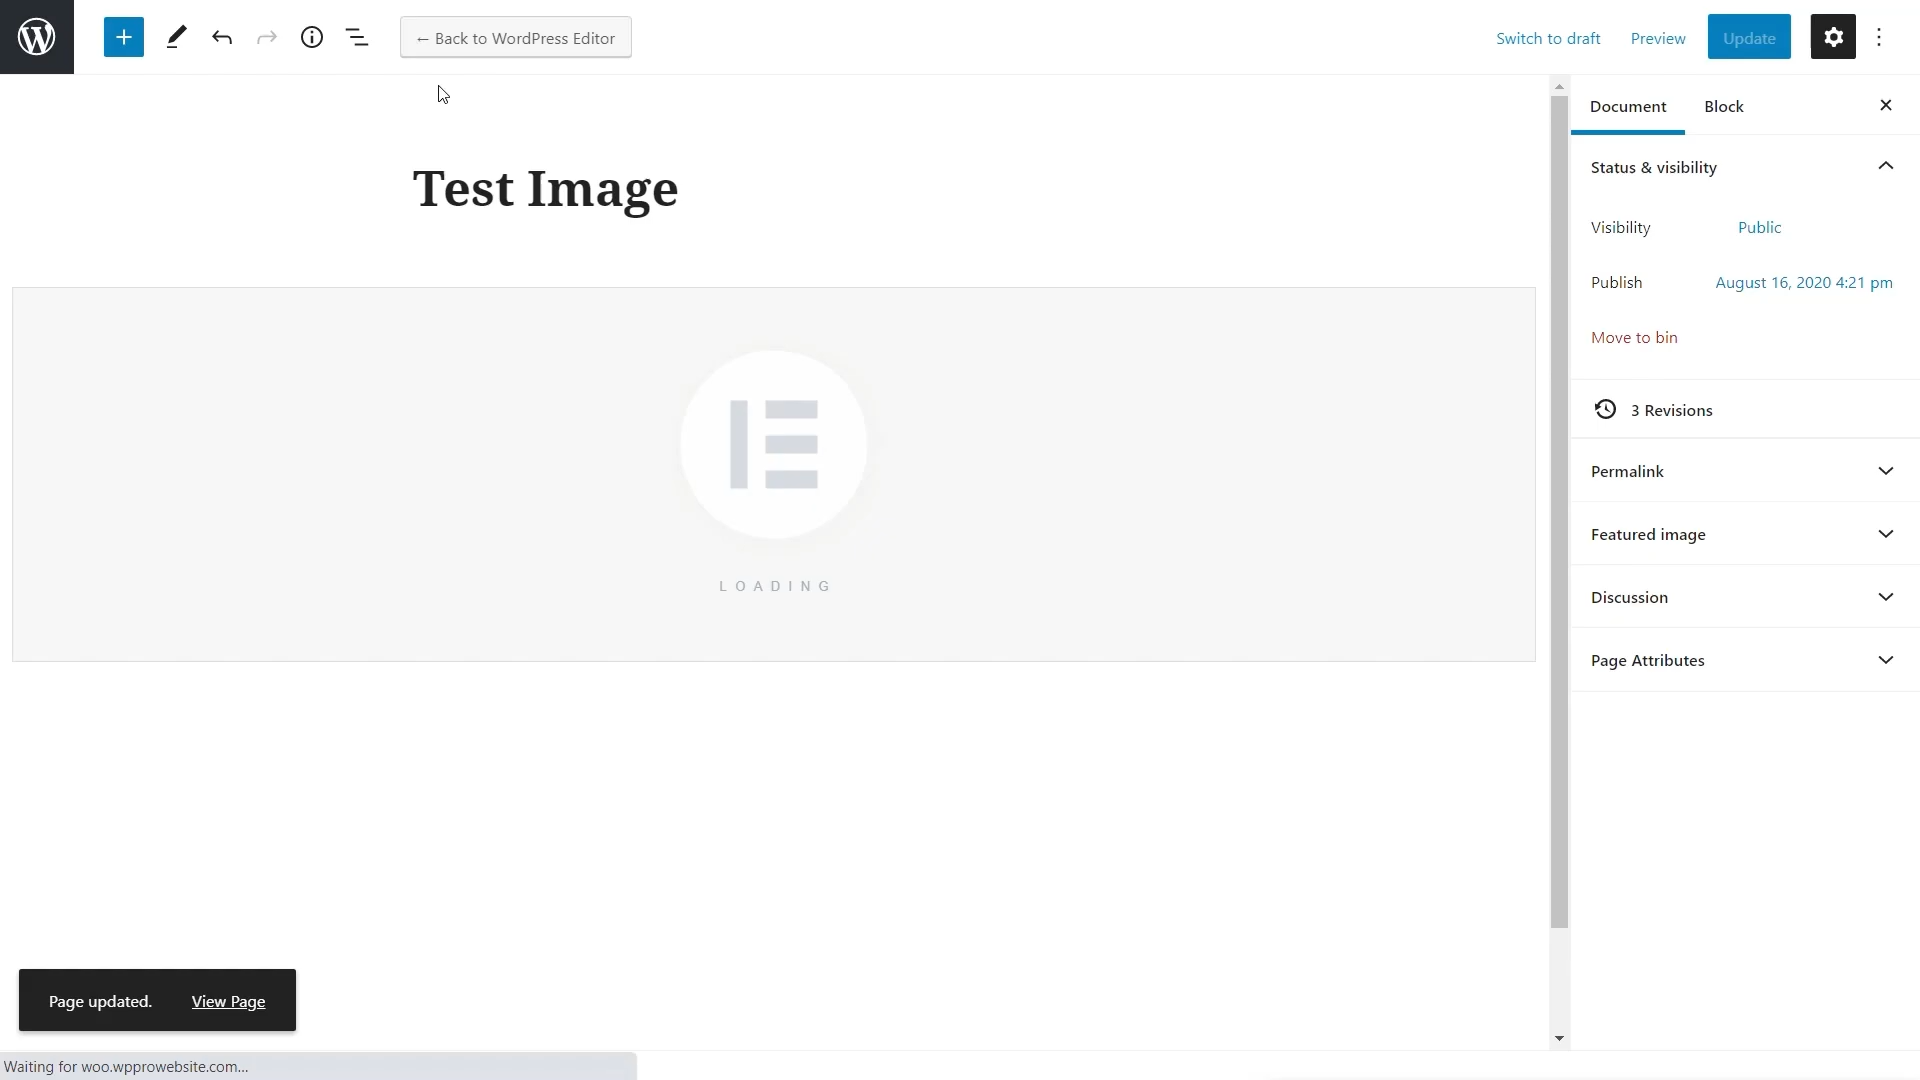 ← Back to WordPress Editor
Switch to draft
Preview
Update
Test Image
LOADING
Document
Block
Status & visibility
Visibility
Public
Publish
August 16, 2020 4:21 pm
Move to bin
3 Revisions
Permalink
Featured image
Discussion
Page Attributes
Page updated.
View Page
Waiting for woo.wpprowebsite.com...